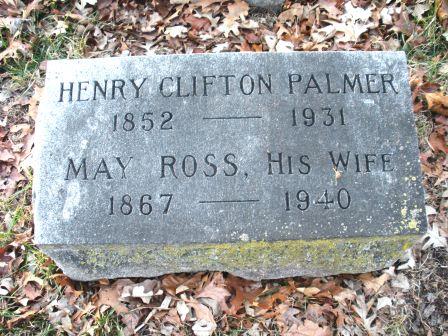 HENRY CLIFTON PALMER
1852 — 1931
MAY ROSS, HIS WIFE
1867 — 1940